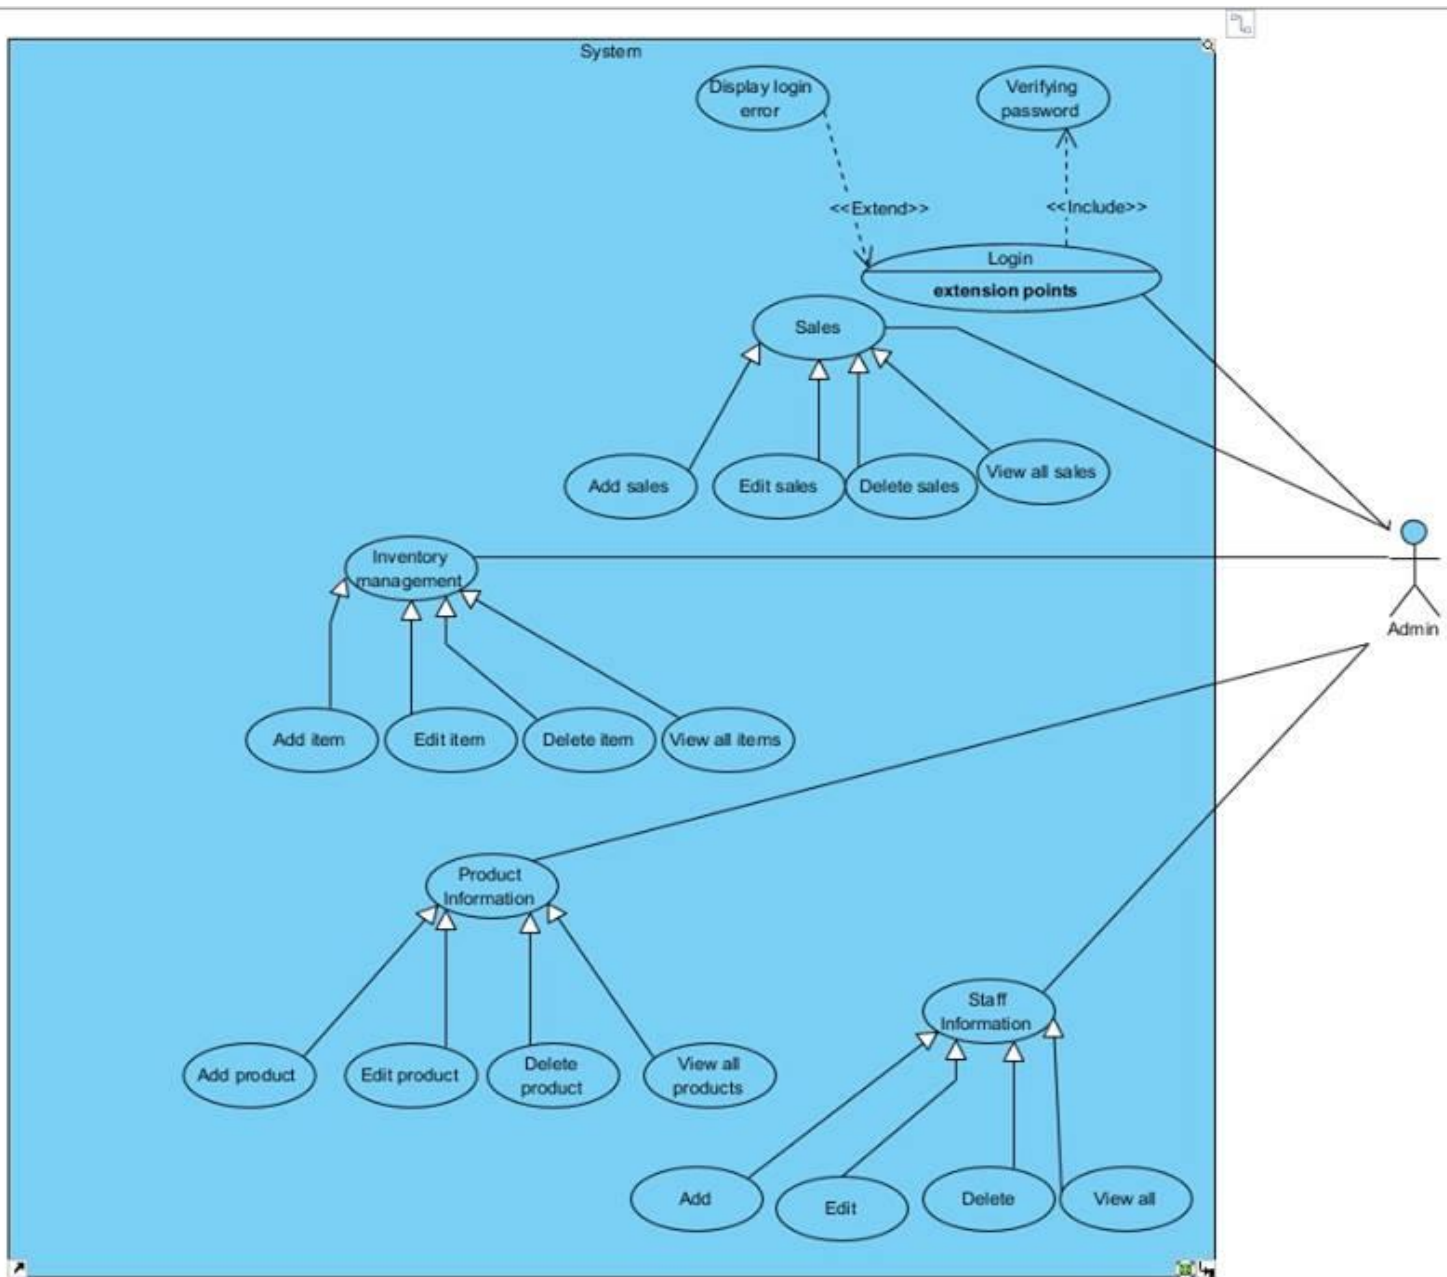 System
Display login
error
Verifying
password
<<Extend>>
<<Include>>
Login
extension points
Sales
Add sales
Edit sales
Delete sales
View all sales
Inventory
management
Admin
Add item
Edit item
Delete item
View all items
Product
Information
Add product
Edit product
Delete
product
View all
products
Staff
Information
Add
Edit
Delete
View all